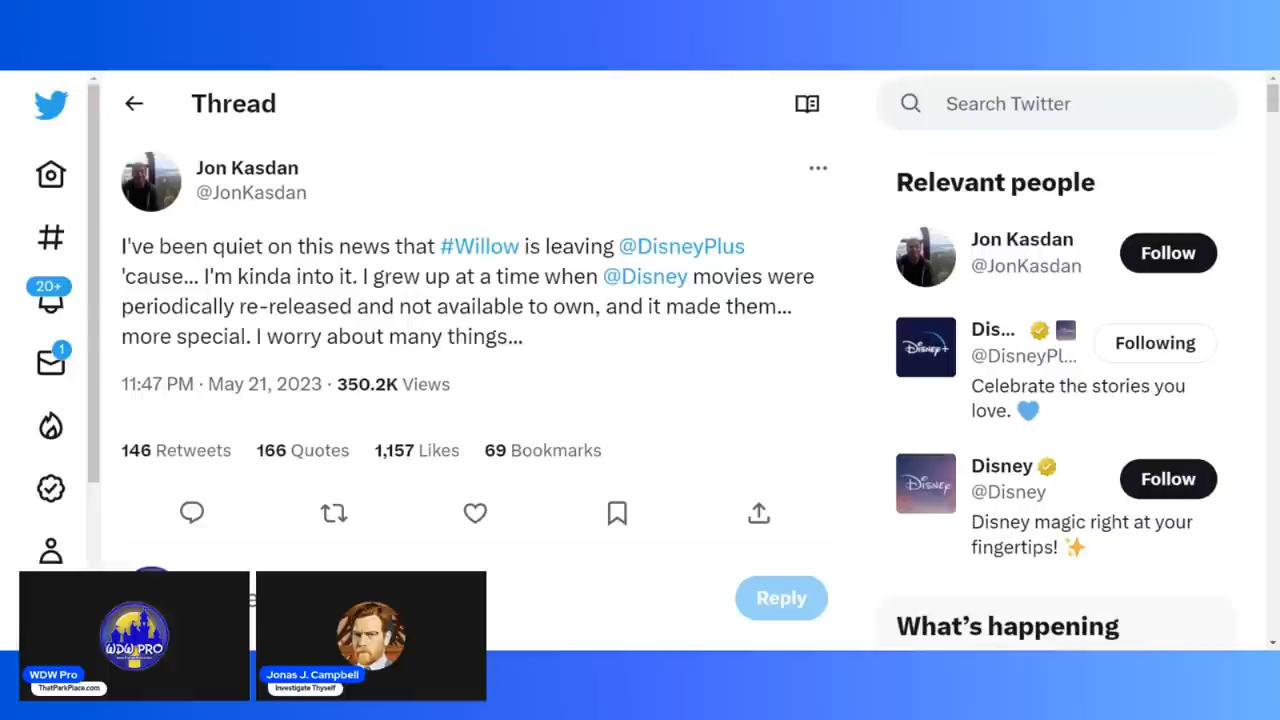 Thread
Search Twitter
Jon Kasdan
@JonKasdan
I've been quiet on this news that #Willow is leaving @DisneyPlus
'cause... I'm kinda into it. I grew up at a time when @Disney movies were
periodically re-released and not available to own, and it made them...
more special. I worry about many things...
11:47 PM · May 21, 2023 · 350.2K Views
146 Retweets 166 Quotes 1,157 Likes 69 Bookmarks
Reply
20+
1
Relevant people
Jon Kasdan
@JonKasdan
Follow
Disney+
Dis...
@DisneyPl...
Following
Celebrate the stories you
love. 💙
Disney
Disney
@Disney
Follow
Disney magic right at your
fingertips! ✨
What's happening
WDW PRO
WDW Pro
ThatParkPlace.com
Jonas J. Campbell
Investigate Thyself